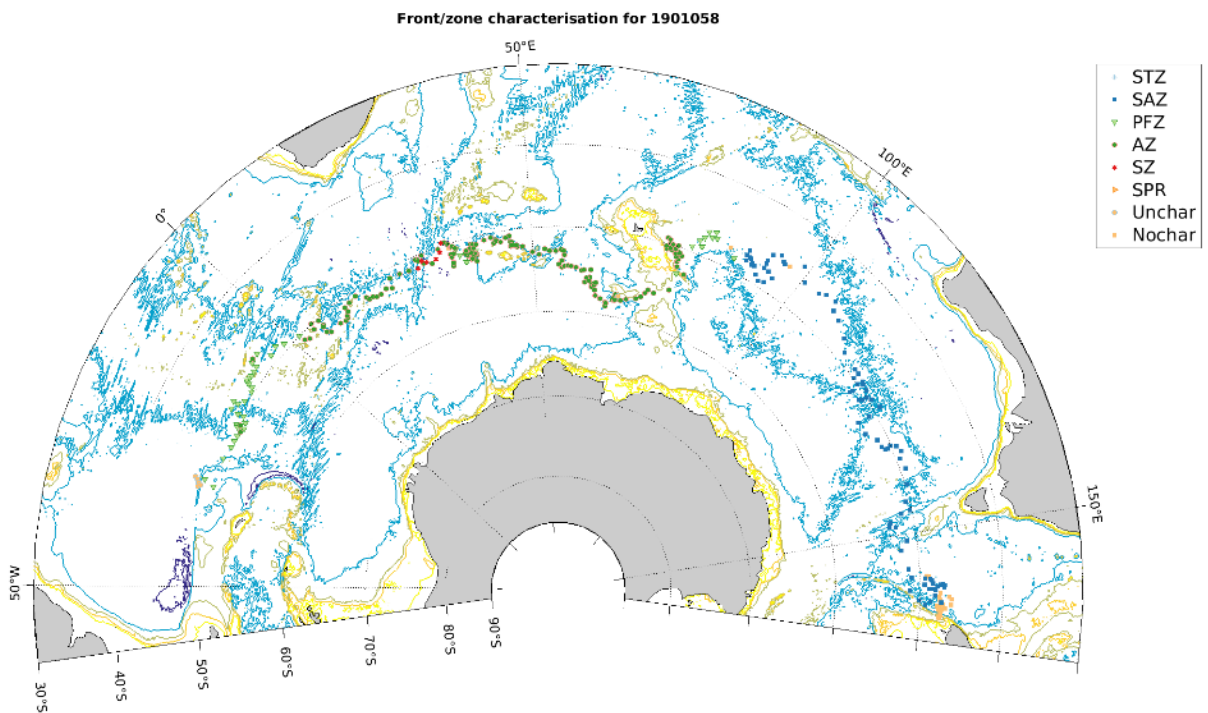 Front/zone characterisation for 1901058
50°E
STZ
SAZ
PFZ
AZ
SZ
SPR
Unchar
Nochar
100°E
0°
150°E
50°W
90°S
80°S
70°S
60°S
50°S
40°S
30°S